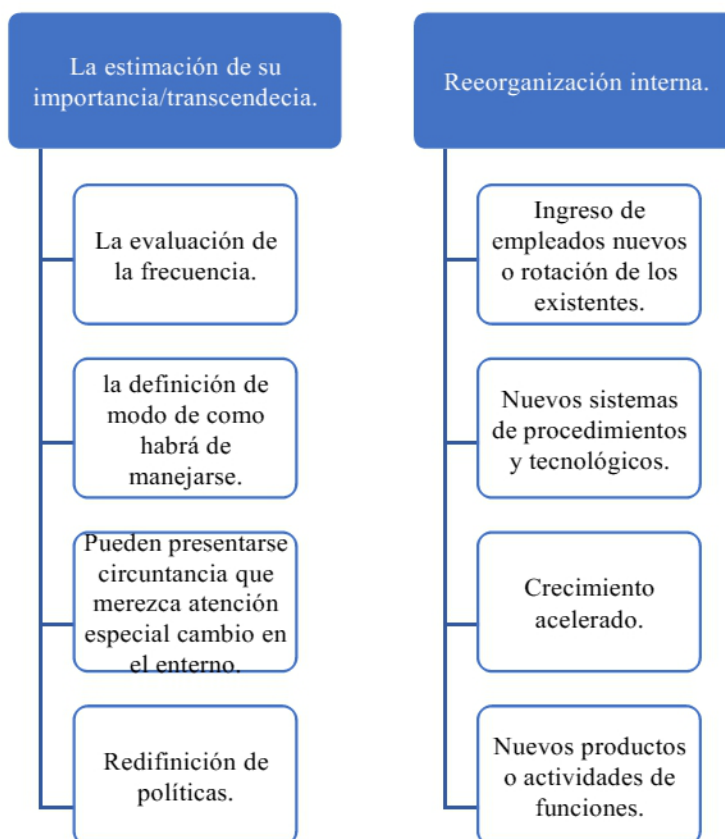 La estimación de su
importancia/transcendecia.
La evaluación de
la frecuencia.
la definición de
modo de como
habrá de
manejarse.
Pueden presentarse
circuntancia que
merezca atención
especial cambio en
el enterno.
Redifinición de
políticas.
Reeorganización interna.
Ingreso de
empleados nuevos
o rotación de los
existentes.
Nuevos sistemas
de procedimientos
y tecnológicos.
Crecimiento
acelerado.
Nuevos productos
o actividades de
funciones.